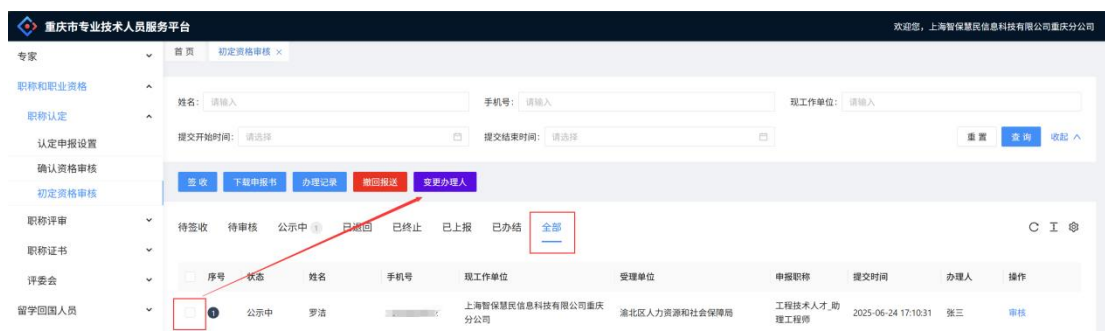 重庆市专业技术人员服务平台
欢迎您，上海智保慧民信息科技有限公司重庆分公司
专家
职称和职业资格
职称认定
认定申报设置
确认资格审核
初定资格审核
职称评审
职称证书
评委会
留学回国人员
首页 初定资格审核 ×
姓名： 请输入 手机号： 请输入 现工作单位： 请输入
提交开始时间： 请选择 提交结束时间： 请选择 重置 查询 收起
签收 下载申报书 办理记录 撤回报送 变更办理人
待签收 待审核 公示中 1 已退回 已终止 已上报 已办结 全部
序号 状态 姓名 手机号 现工作单位 受理单位 申报职称 提交时间 办理人 操作
1 公示中 罗洁 上海智保慧民信息科技有限公司重庆分公司 渝北区人力资源和社会保障局 工程技术人才_助理工程师 2025-06-24 17:10:31 张三 审核